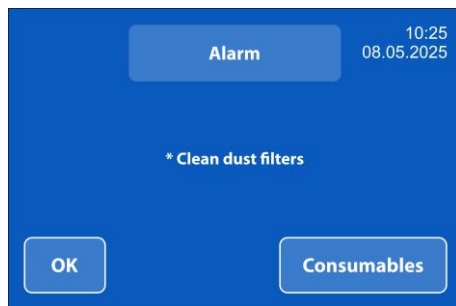 Alarm
10:25
08.05.2025
* Clean dust filters
OK
Consumables